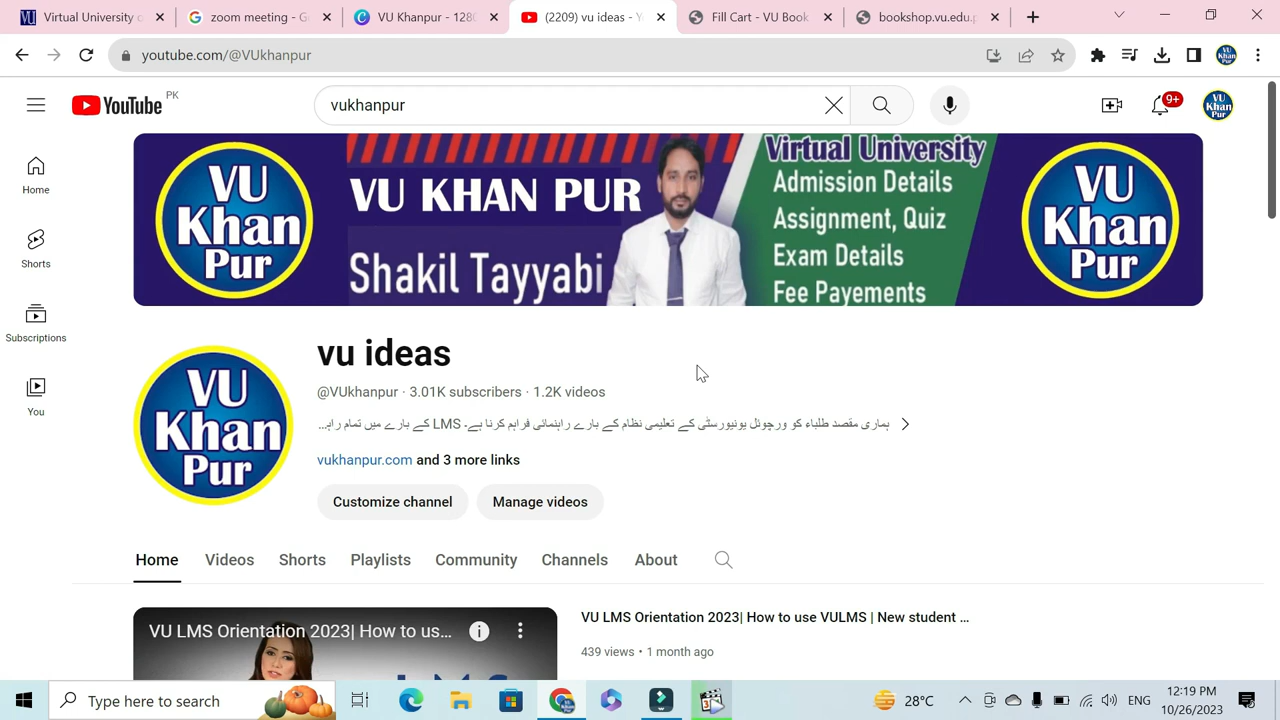 Virtual University o
zoom meeting - G
VU Khanpur - 1280
(2209) vu ideas - Y
Fill Cart - VU Book
bookshop.vu.edu.p
youtube.com/@VUkhanpur
YouTube PK
vukhanpur
9+
VU Khan Pur
Home
Shorts
Subscriptions
You
VU
Khan
Pur
VU KHAN PUR
Shakil Tayyabi
Virtual University
Admission Details
Assignment, Quiz
Exam Details
Fee Payements
VU
Khan
Pur
VU
Khan
Pur
vu ideas
@VUkhanpur · 3.01K subscribers · 1.2K videos
ہماری مقصد طلباء کو ورچوئل یونیورسٹی کے تعلیمی نظام کے بارے راہنمائی فراہم کرنا ہے۔ LMS کے بارے میں تمام راہ...
vukhanpur.com and 3 more links
Customize channel
Manage videos
Home Videos Shorts Playlists Community Channels About
VU LMS Orientation 2023| How to us...
VU LMS Orientation 2023| How to use VULMS | New student ...
439 views • 1 month ago
Type here to search
28°C
ENG
12:19 PM
10/26/2023